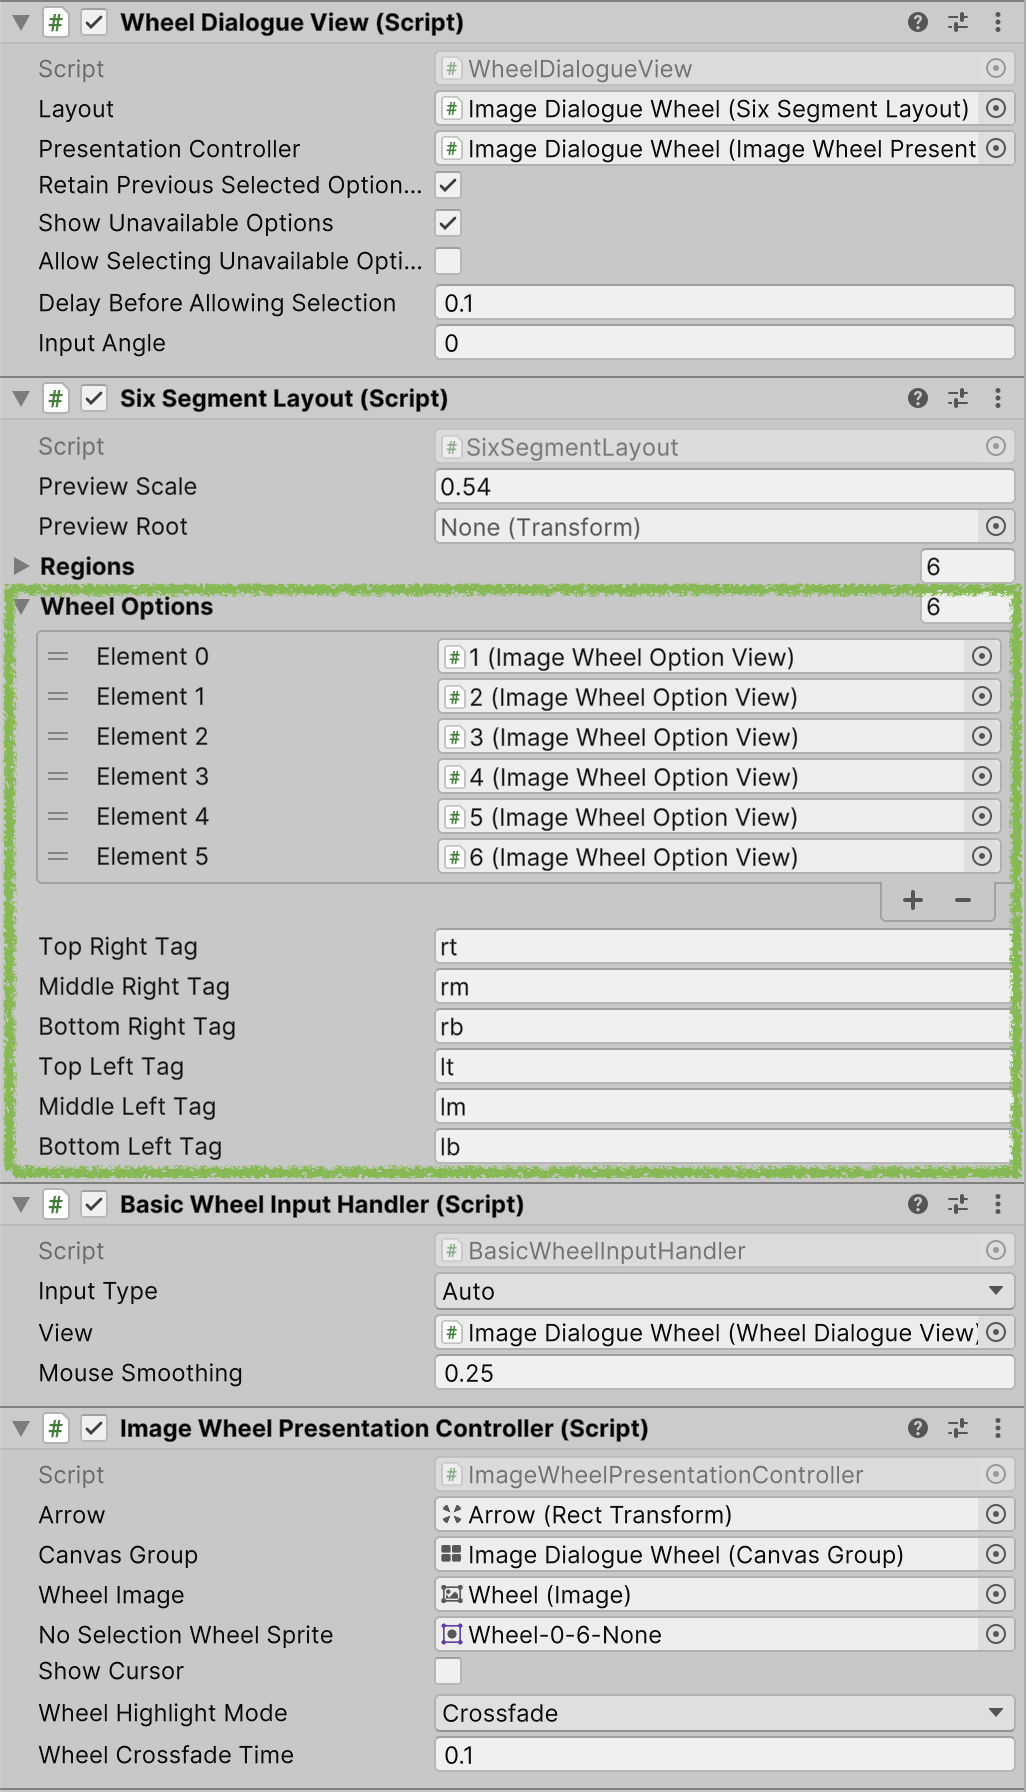 Wheel Dialogue View (Script)
Script # WheelDialogueView
Layout # Image Dialogue Wheel (Six Segment Layout)
Presentation Controller # Image Dialogue Wheel (Image Wheel Present
Retain Previous Selected Option...
Show Unavailable Options
Allow Selecting Unavailable Opti...
Delay Before Allowing Selection 0.1
Input Angle 0
Six Segment Layout (Script)
Script # SixSegmentLayout
Preview Scale 0.54
Preview Root None (Transform)
Regions 6
Wheel Options 6
Element 0 # 1 (Image Wheel Option View)
Element 1 # 2 (Image Wheel Option View)
Element 2 # 3 (Image Wheel Option View)
Element 3 # 4 (Image Wheel Option View)
Element 4 # 5 (Image Wheel Option View)
Element 5 # 6 (Image Wheel Option View)
+ −
Top Right Tag rt
Middle Right Tag rm
Bottom Right Tag rb
Top Left Tag lt
Middle Left Tag lm
Bottom Left Tag lb
Basic Wheel Input Handler (Script)
Script # BasicWheelInputHandler
Input Type Auto
View # Image Dialogue Wheel (Wheel Dialogue View)
Mouse Smoothing 0.25
Image Wheel Presentation Controller (Script)
Script # ImageWheelPresentationController
Arrow Arrow (Rect Transform)
Canvas Group Image Dialogue Wheel (Canvas Group)
Wheel Image Wheel (Image)
No Selection Wheel Sprite Wheel-0-6-None
Show Cursor
Wheel Highlight Mode Crossfade
Wheel Crossfade Time 0.1